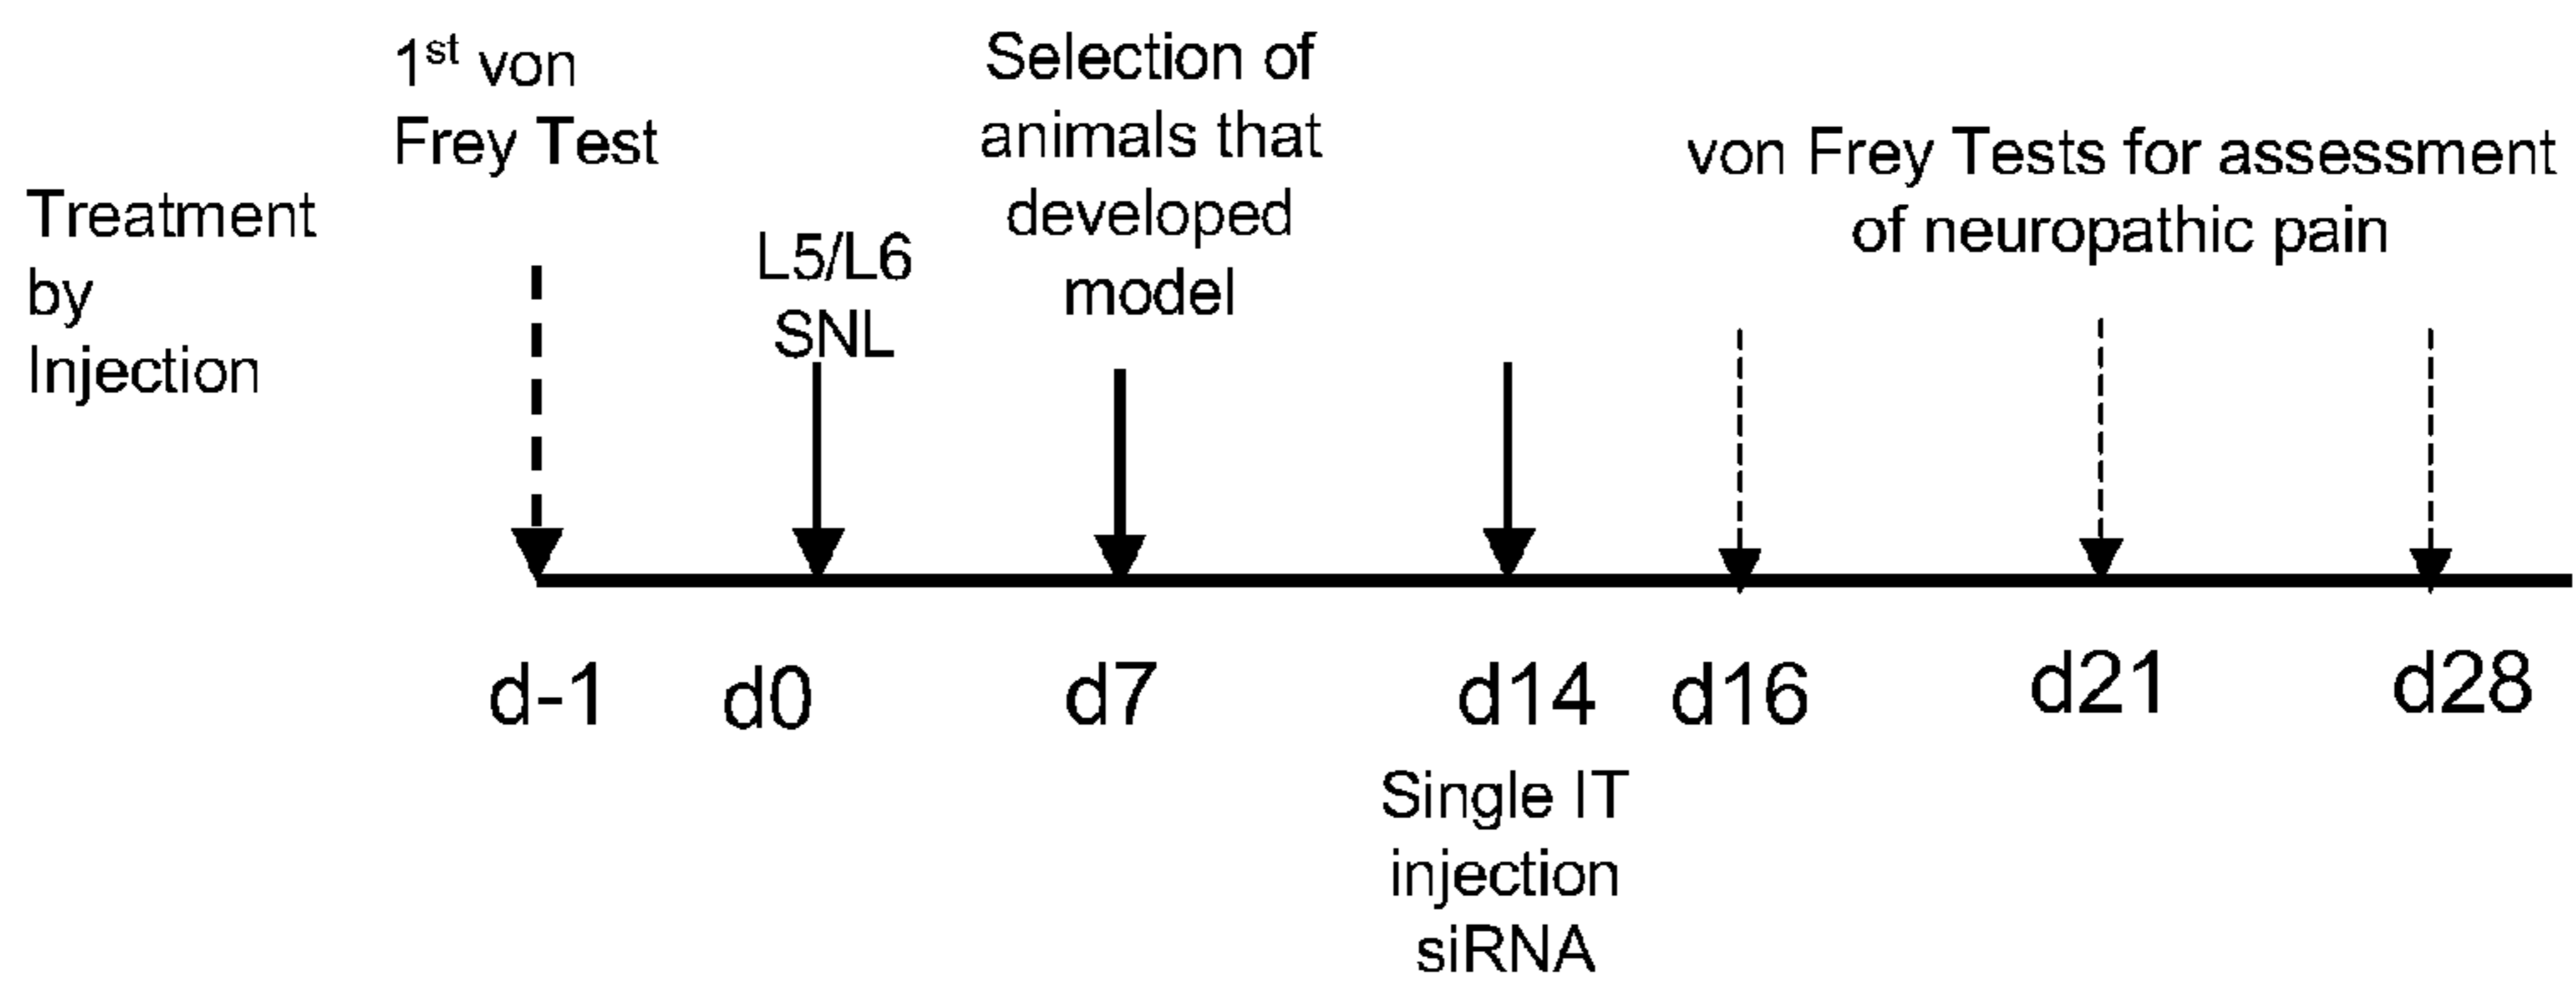 Treatment
by
Injection
1st von
Frey Test
L5/L6
SNL
Selection of
animals that
developed
model
von Frey Tests for assessment
of neuropathic pain
d-1
d0
d7
d14
d16
d21
d28
Single IT
injection
siRNA